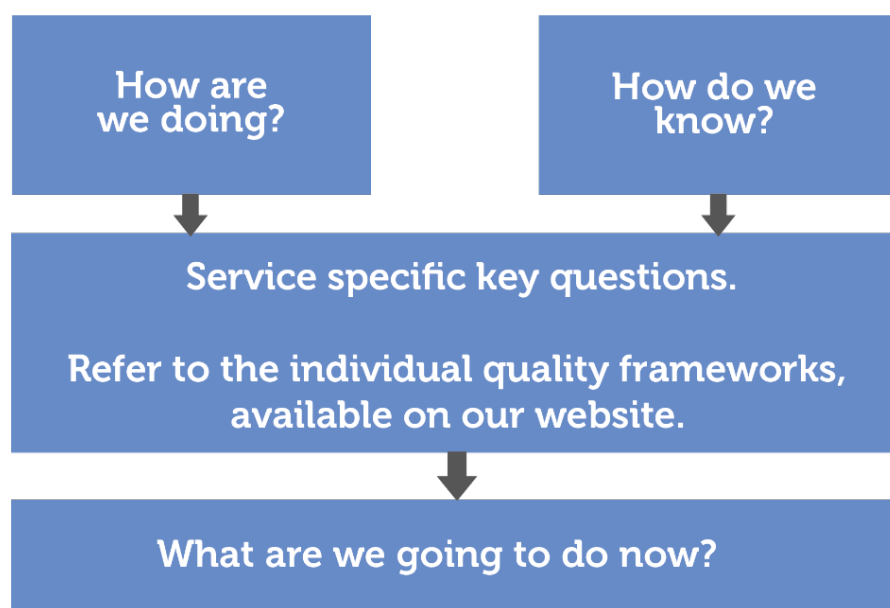 How are
we doing?
How do we
know?
Service specific key questions.
Refer to the individual quality frameworks,
available on our website.
What are we going to do now?